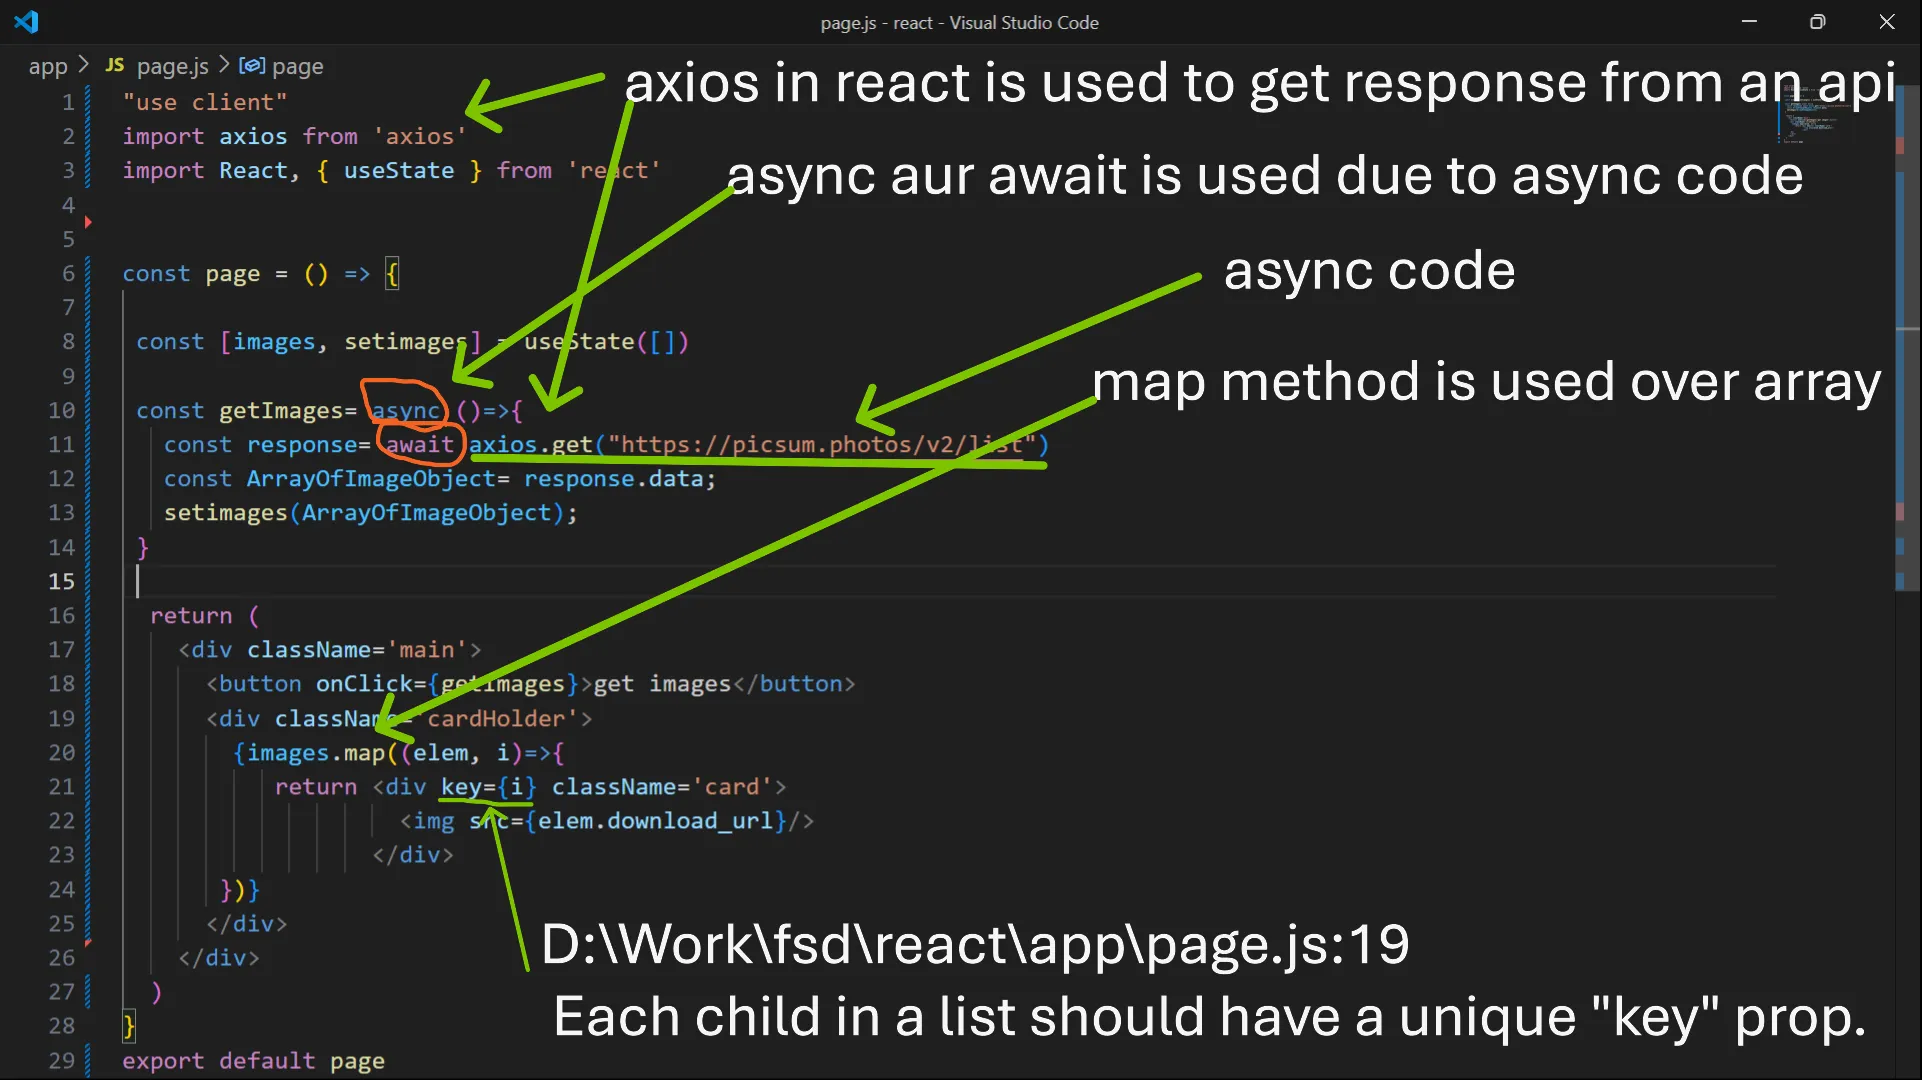 page.js - react - Visual Studio Code
app > JS page.js > page
axios in react is used to get response from an api
1 "use client"
2 import axios from 'axios'
3 import React, { useState } from 'react'
async aur await is used due to async code
4
5
async code
6 const page = () => {
7
8 const [images, setimages] = useState([])
map method is used over array
9
10 const getImages= async ()=>{
11 const response= await axios.get("https://picsum.photos/v2/list")
12 const ArrayOfImageObject= response.data;
13 setimages(ArrayOfImageObject);
14 }
15
16 return (
17 <div className='main'>
18 <button onClick={getImages}>get images</button>
19 <div className='cardHolder'>
20 {images.map((elem, i)=>{
21 return <div key={i} className='card'>
22 <img src={elem.download_url}/>
23 </div>
24 })}
25 </div>
D:\Work\fsd\react\app\page.js:19
26 </div>
27 )
Each child in a list should have a unique "key" prop.
28 }
29 export default page